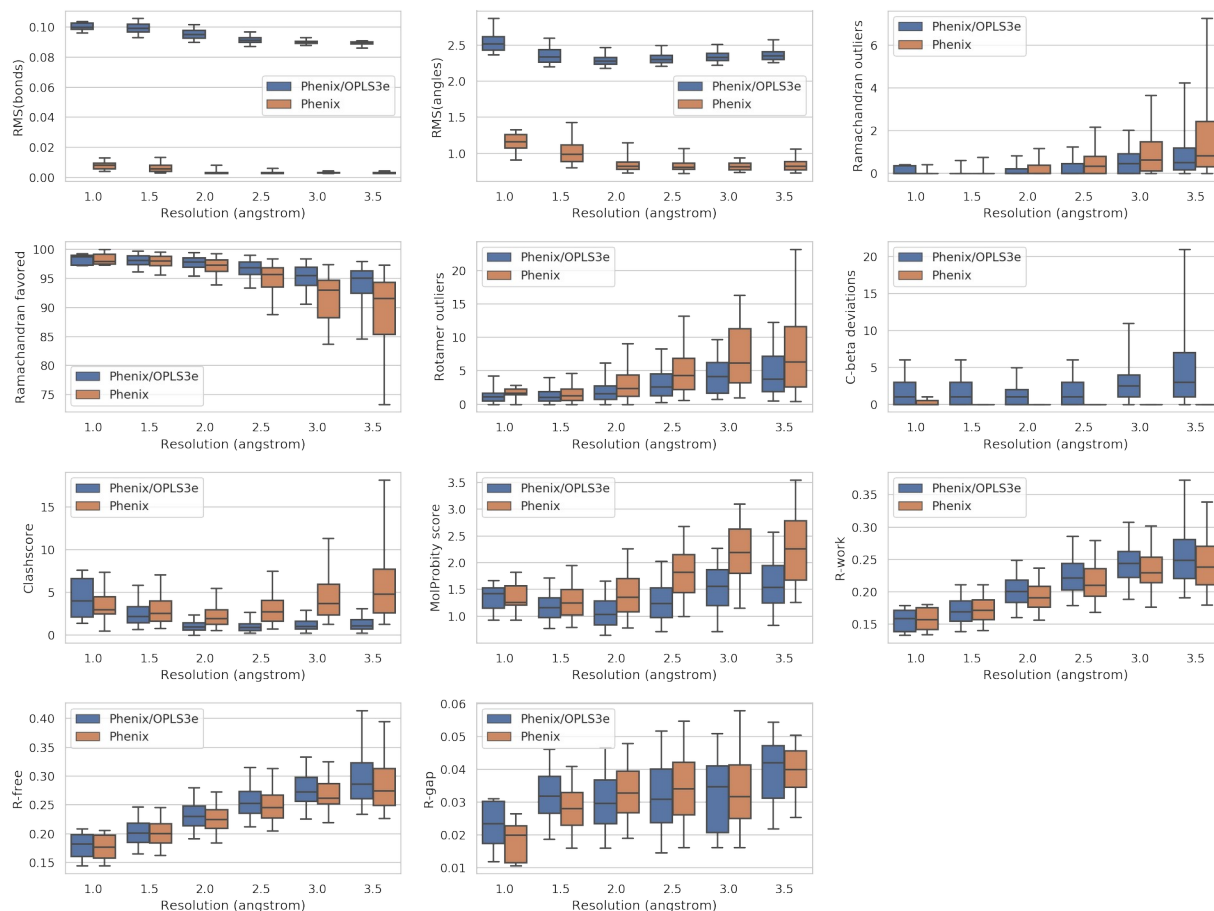 RMS(bonds)
0.10
0.08
0.06
0.04
0.02
0.00
Phenix/OPLS3e
Phenix
1.0 1.5 2.0 2.5 3.0 3.5
Resolution (angstrom)
RMS(angles)
2.5
2.0
1.5
1.0
Phenix/OPLS3e
Phenix
1.0 1.5 2.0 2.5 3.0 3.5
Resolution (angstrom)
Ramachandran outliers
6
4
2
0
Phenix/OPLS3e
Phenix
1.0 1.5 2.0 2.5 3.0 3.5
Resolution (angstrom)
Ramachandran favored
100
95
90
85
80
75
Phenix/OPLS3e
Phenix
1.0 1.5 2.0 2.5 3.0 3.5
Resolution (angstrom)
Rotamer outliers
20
15
10
5
0
Phenix/OPLS3e
Phenix
1.0 1.5 2.0 2.5 3.0 3.5
Resolution (angstrom)
C-beta deviations
20
15
10
5
0
Phenix/OPLS3e
Phenix
1.0 1.5 2.0 2.5 3.0 3.5
Resolution (angstrom)
Clashscore
15
10
5
0
Phenix/OPLS3e
Phenix
1.0 1.5 2.0 2.5 3.0 3.5
Resolution (angstrom)
MolProbity score
3.5
3.0
2.5
2.0
1.5
1.0
0.5
Phenix/OPLS3e
Phenix
1.0 1.5 2.0 2.5 3.0 3.5
Resolution (angstrom)
R-work
0.35
0.30
0.25
0.20
0.15
Phenix/OPLS3e
Phenix
1.0 1.5 2.0 2.5 3.0 3.5
Resolution (angstrom)
R-free
0.40
0.35
0.30
0.25
0.20
0.15
Phenix/OPLS3e
Phenix
1.0 1.5 2.0 2.5 3.0 3.5
Resolution (angstrom)
R-gap
0.06
0.05
0.04
0.03
0.02
0.01
Phenix/OPLS3e
Phenix
1.0 1.5 2.0 2.5 3.0 3.5
Resolution (angstrom)